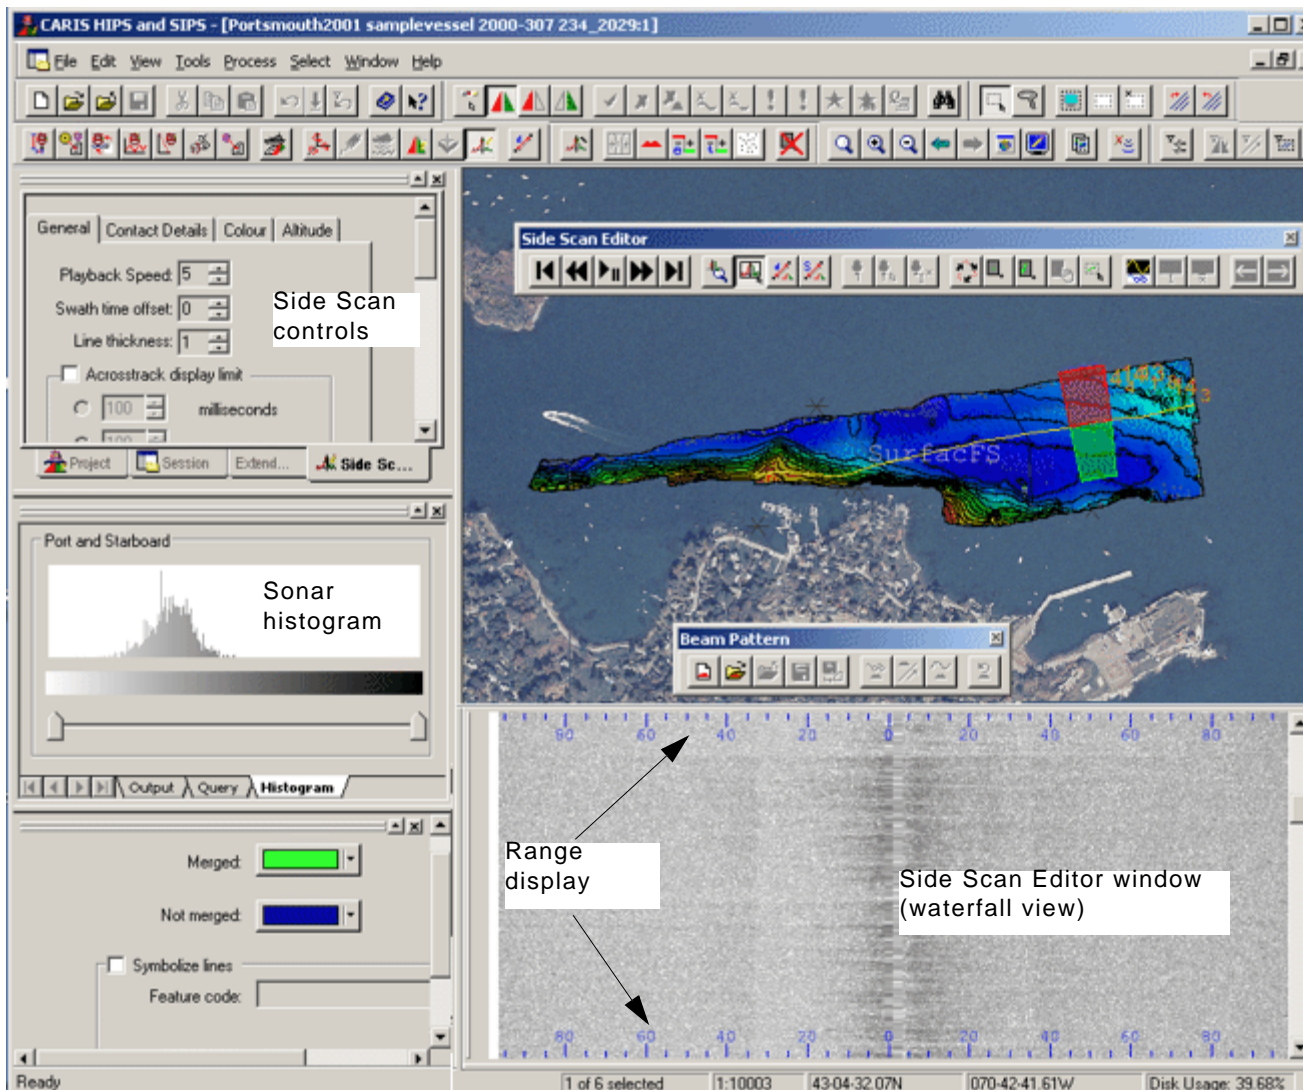 CARIS HIPS and SIPS - [Portsmouth2001 samplevessel 2000-307 234_2029:1]
File Edit View Tools Process Select Window Help
General Contact Details Colour Altitude
Playback Speed: 5
Swath time offset: 0
Line thickness: 1
Acrosstrack display limit
100 milliseconds
100
Side Scan
controls
Project Session Extend... Side Sc...
Side Scan Editor
SurfacFS
Port and Starboard
Sonar
histogram
Output Query Histogram
Beam Pattern
80 60 40 20 0 20 40 60 80
Range
display
Side Scan Editor window
(waterfall view)
80 60 40 20 0 20 40 60 80
Merged:
Not merged:
Symbolize lines
Feature code:
Ready 1 of 6 selected 1:10003 43-04-32.07N 070-42-41.61W Disk Usage: 39.68%